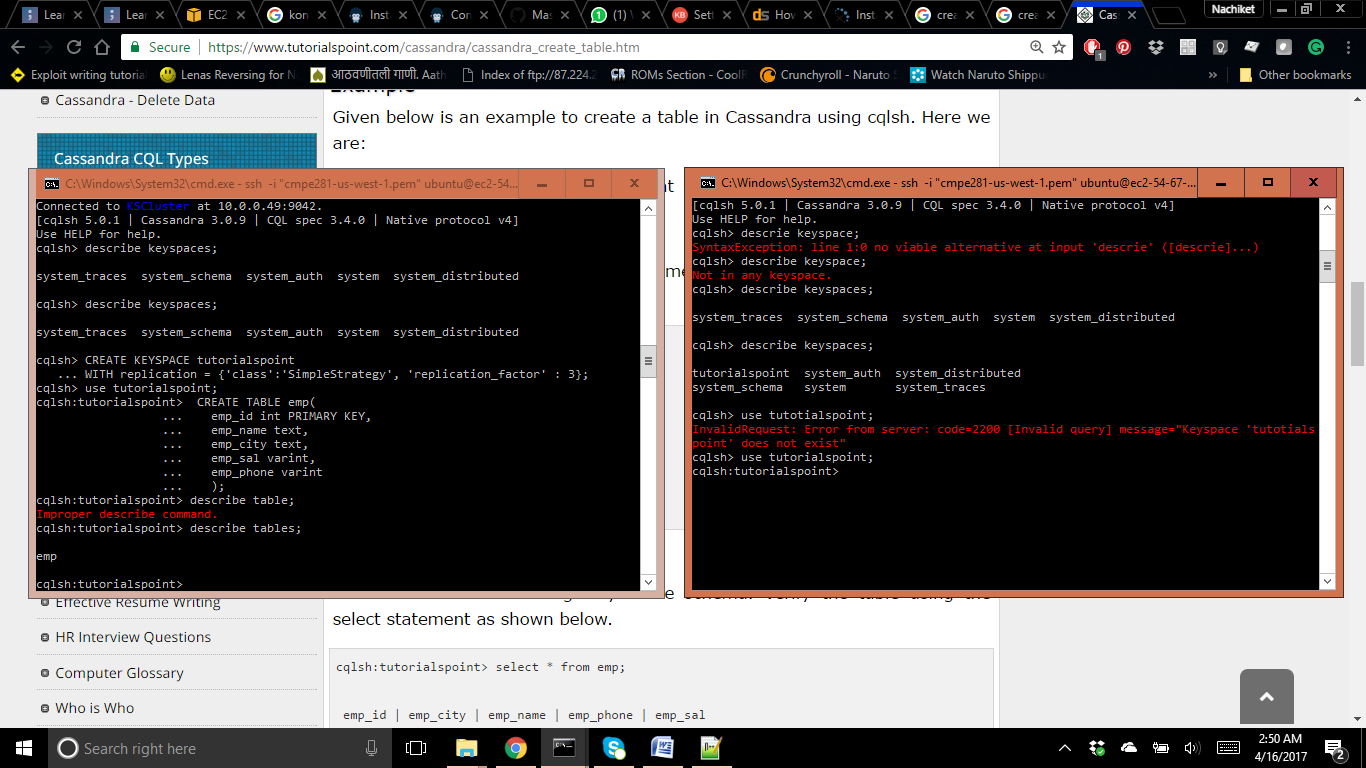 Lear
Lear
EC2
kon
Inst
Con
Mas
(1) \
Sett
How
Inst
crea
crea
Cas
Nachiket
Secure
https://www.tutorialspoint.com/cassandra/cassandra_create_table.htm
1
Exploit writing tutoria
Lenas Reversing for N
आठवणीतली गाणी. Aath
Index of ftp://87.224.2
ROMs Section - CoolR
Crunchyroll - Naruto S
Watch Naruto Shippu
»
Other bookmarks
Cassandra - Delete Data
Cassandra CQL Types
Example
Given below is an example to create a table in Cassandra using cqlsh. Here we
are:
C:\Windows\System32\cmd.exe - ssh -i "cmpe281-us-west-1.pem" ubuntu@ec2-54...
Connected to KSCluster at 10.0.0.49:9042.
[cqlsh 5.0.1 | Cassandra 3.0.9 | CQL spec 3.4.0 | Native protocol v4]
Use HELP for help.
cqlsh> describe keyspaces;
system_traces  system_schema  system_auth  system  system_distributed
cqlsh> describe keyspaces;
system_traces  system_schema  system_auth  system  system_distributed
cqlsh> CREATE KEYSPACE tutorialspoint
   ... WITH replication = {'class':'SimpleStrategy', 'replication_factor' : 3};
cqlsh> use tutorialspoint;
cqlsh:tutorialspoint>  CREATE TABLE emp(
                  ...    emp_id int PRIMARY KEY,
                  ...    emp_name text,
                  ...    emp_city text,
                  ...    emp_sal varint,
                  ...    emp_phone varint
                  ...    );
cqlsh:tutorialspoint> describe table;
Improper describe command.
cqlsh:tutorialspoint> describe tables;
emp
cqlsh:tutorialspoint>
at
me
C:\Windows\System32\cmd.exe - ssh -i "cmpe281-us-west-1.pem" ubuntu@ec2-54-67-...
[cqlsh 5.0.1 | Cassandra 3.0.9 | CQL spec 3.4.0 | Native protocol v4]
Use HELP for help.
cqlsh> descrie keyspace;
SyntaxException: line 1:0 no viable alternative at input 'descrie' ([descrie]...)
cqlsh> describe keyspace;
Not in any keyspace.
cqlsh> describe keyspaces;
system_traces  system_schema  system_auth  system  system_distributed
cqlsh> describe keyspaces;
tutorialspoint  system_auth  system_distributed
system_schema   system       system_traces
cqlsh> use tutotialspoint;
InvalidRequest: Error from server: code=2200 [Invalid query] message="Keyspace 'tutotials
point' does not exist"
cqlsh> use tutorialspoint;
cqlsh:tutorialspoint>
Effective Resume Writing
HR Interview Questions
Computer Glossary
Who is Who
schema. Verify the table using the
select statement as shown below.
cqlsh:tutorialspoint> select * from emp;
emp_id | emp_city | emp_name | emp_phone | emp_sal
Search right here
2:50 AM
4/16/2017
2